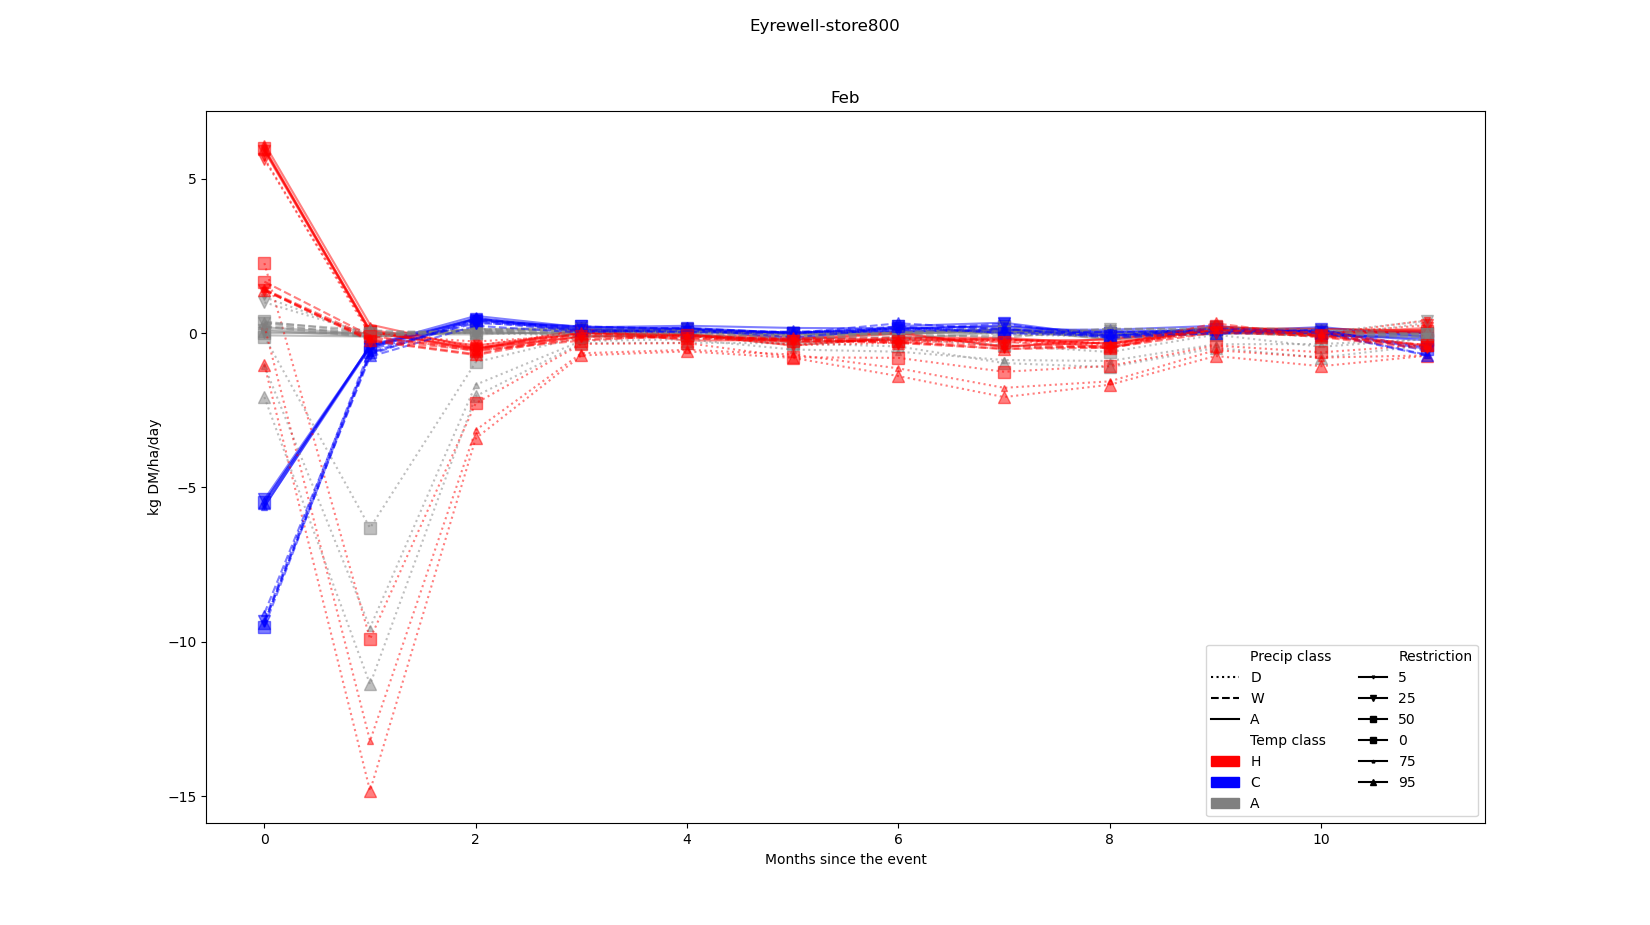 Eyrewell-store800
Feb
5
0
−5
−10
−15
kg DM/ha/day
0
2
4
6
8
10
Months since the event
Precip class
D
W
A
Temp class
H
C
A
Restriction
5
25
50
0
75
95